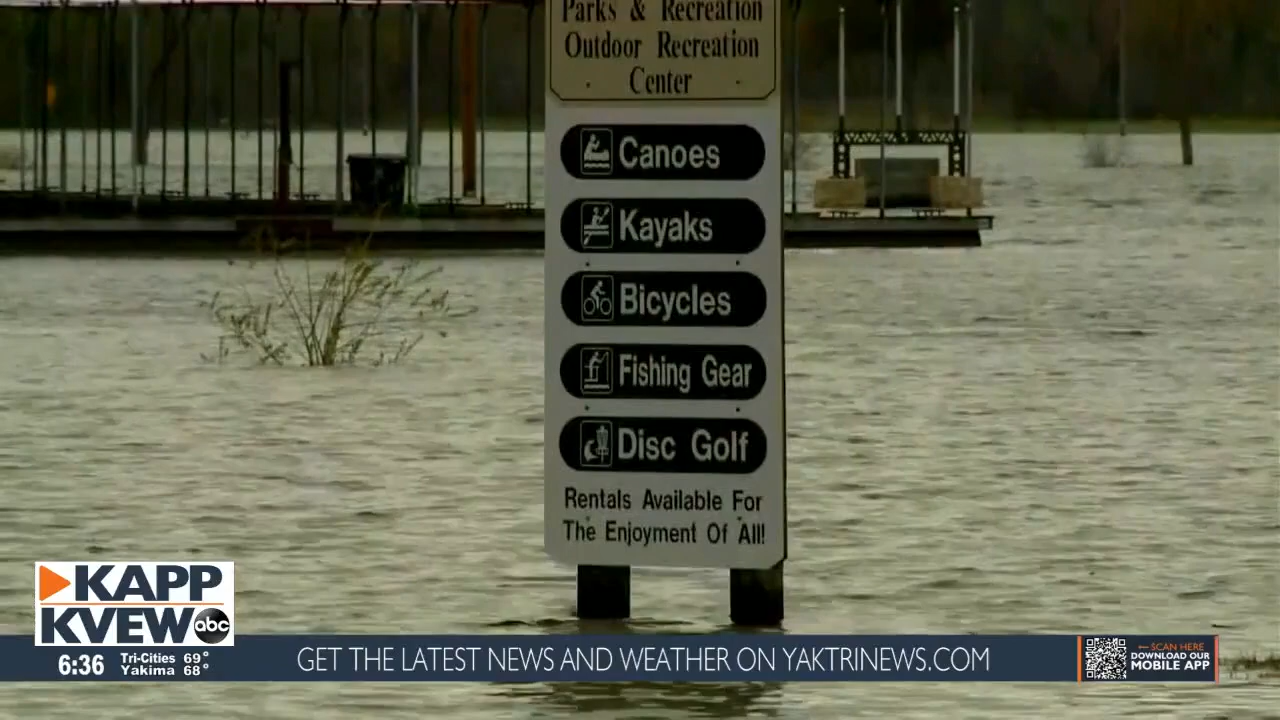 Parks & Recreation
Outdoor Recreation
Center
Canoes
Kayaks
Bicycles
Fishing Gear
Disc Golf
Rentals Available For
The Enjoyment Of All!
KAPP
KVEW abc
6:36
Tri-Cities 69°
Yakima 68°
GET THE LATEST NEWS AND WEATHER ON YAKTRINEWS.COM
SCAN HERE
DOWNLOAD OUR
MOBILE APP